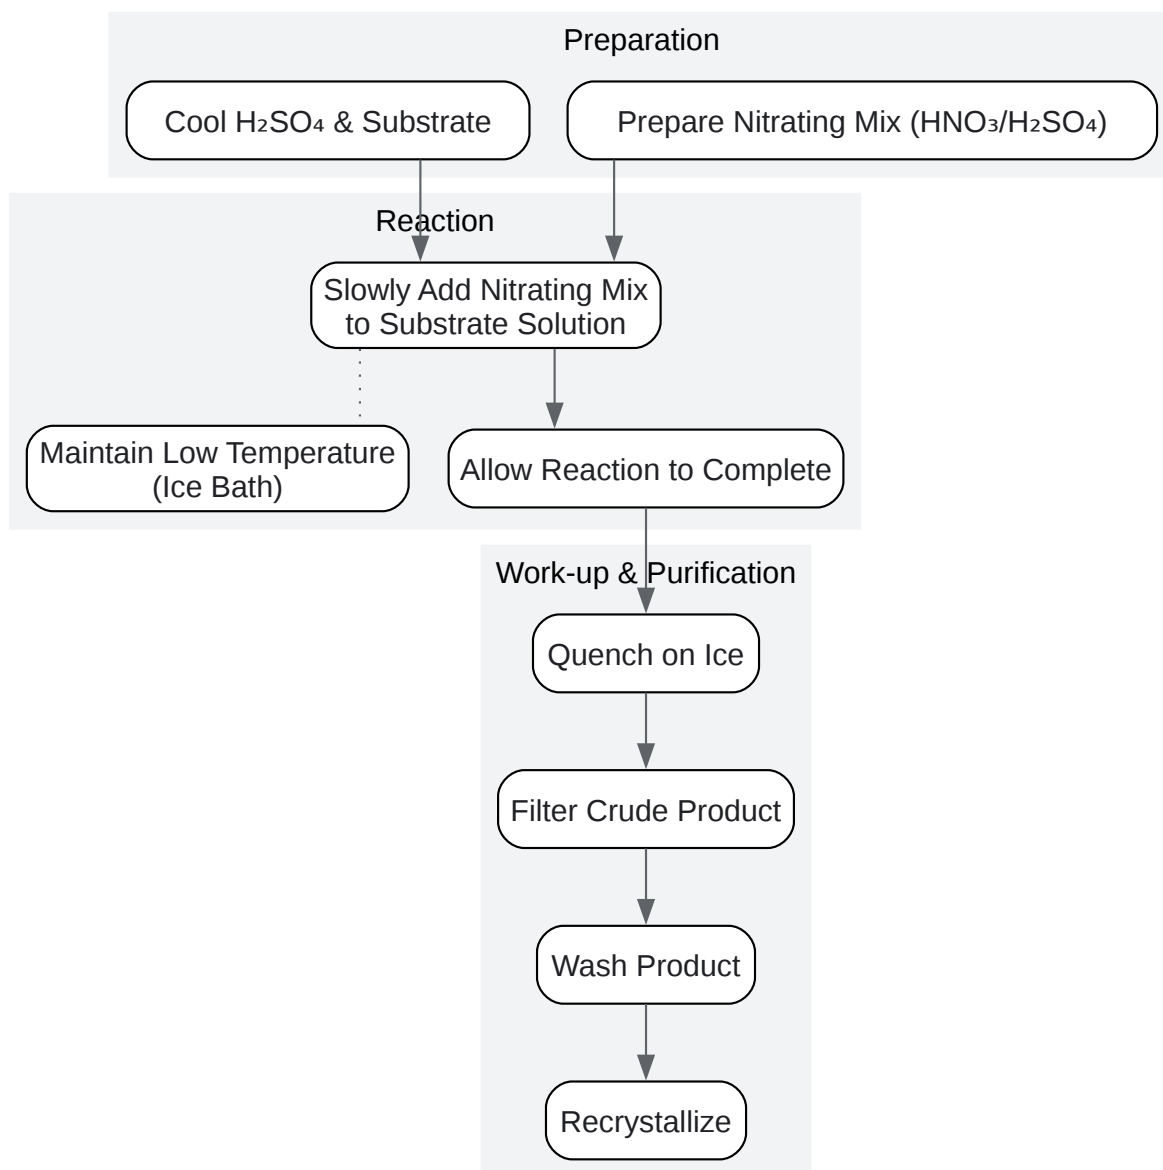 Preparation
Cool H₂SO₄ & Substrate
Prepare Nitrating Mix (HNO₃/H₂SO₄)
Reaction
Slowly Add Nitrating Mix
to Substrate Solution
Maintain Low Temperature
(Ice Bath)
Allow Reaction to Complete
Work-up & Purification
Quench on Ice
Filter Crude Product
Wash Product
Recrystallize